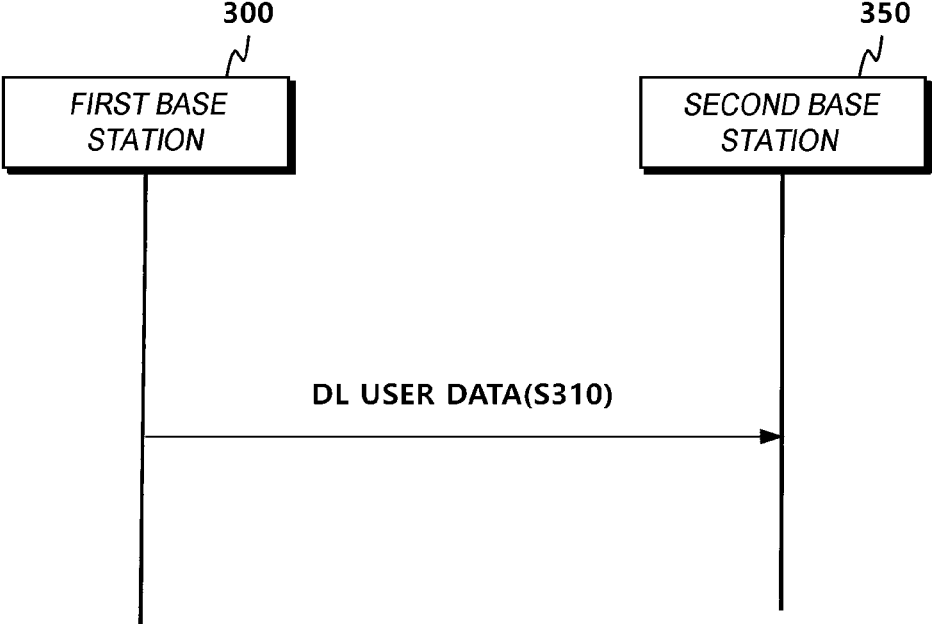 300
350
FIRST BASE
STATION
SECOND BASE
STATION
DL USER DATA(S310)